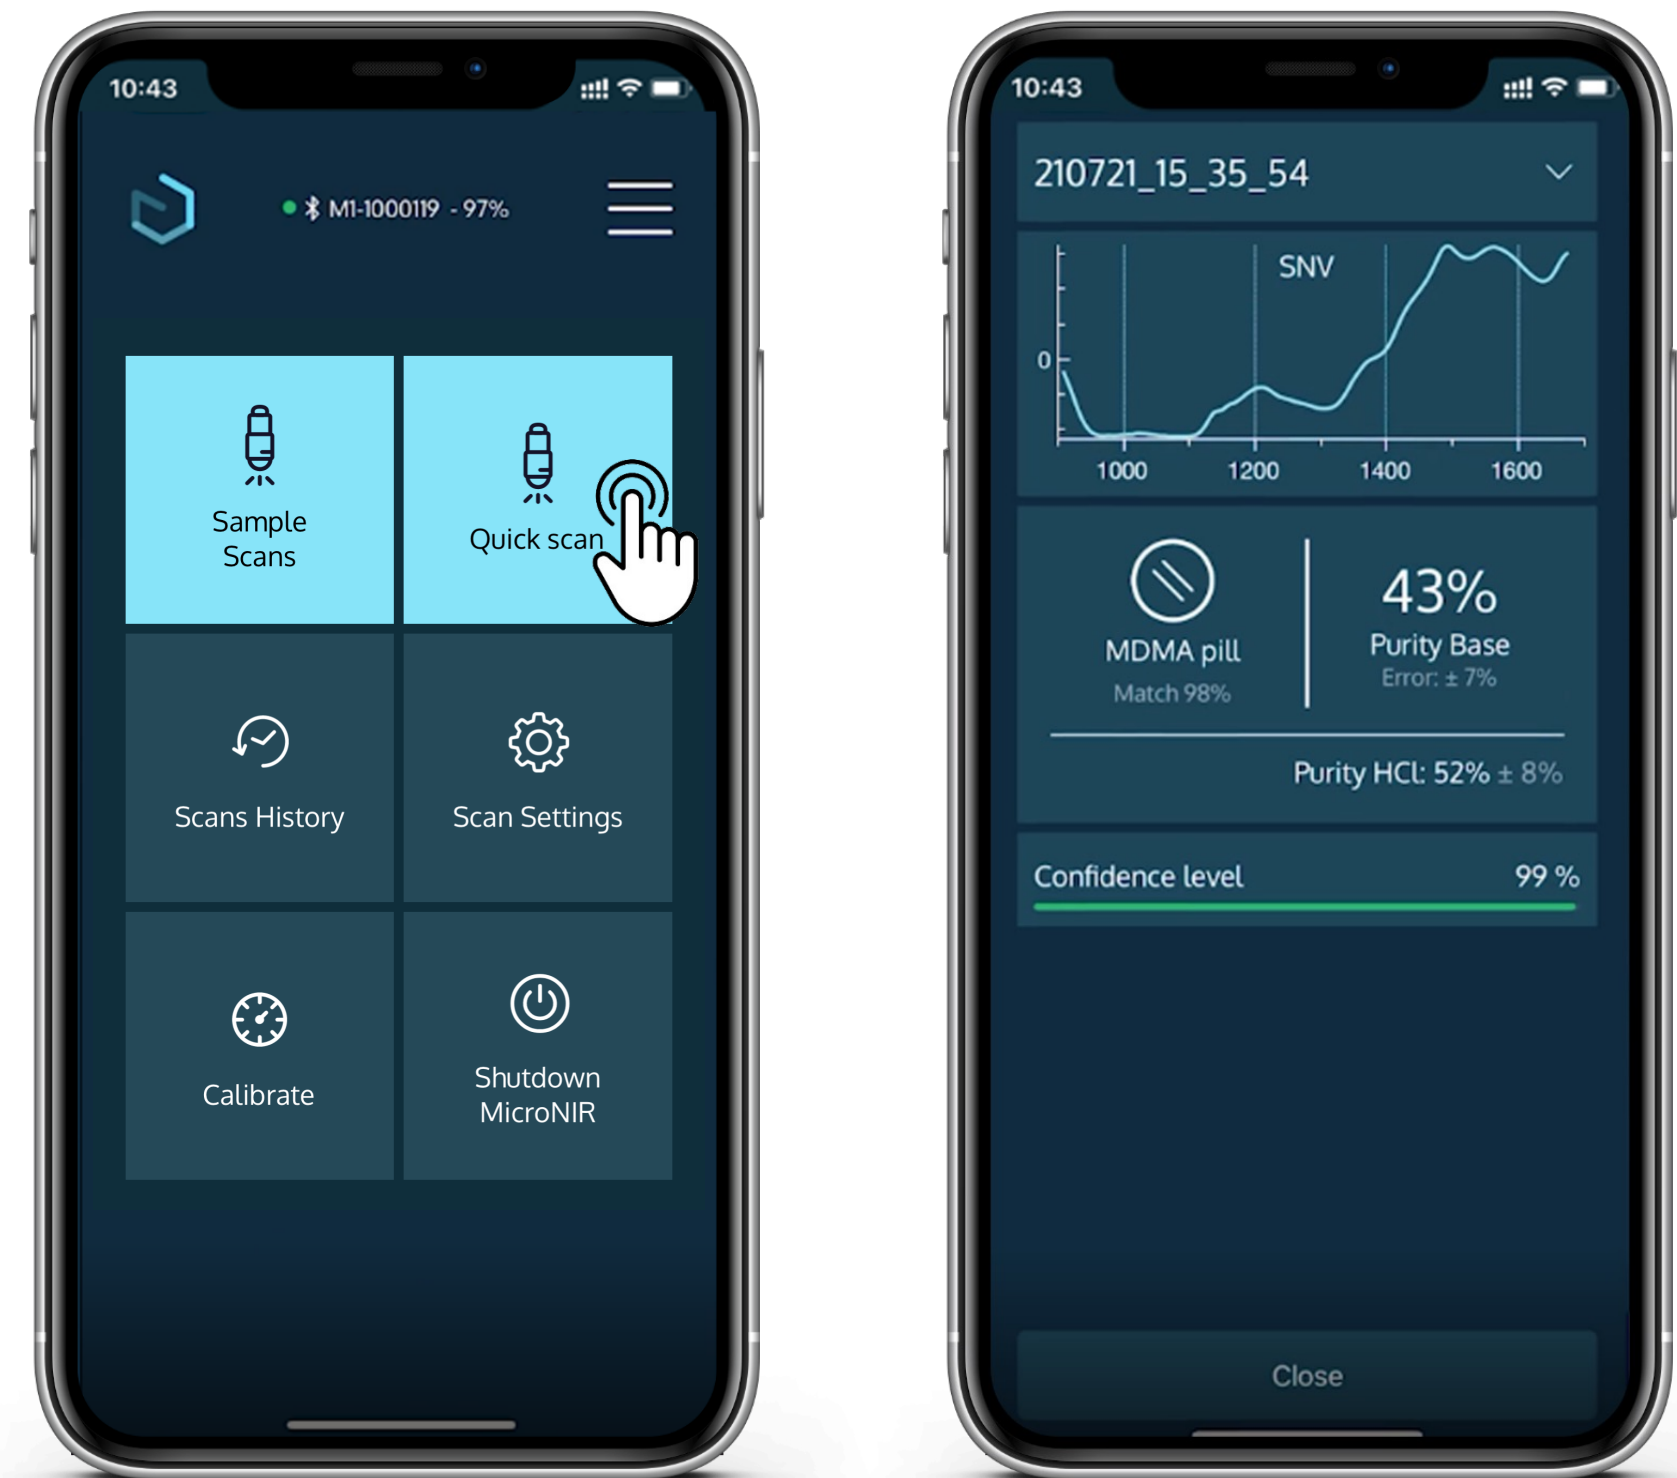 10:43
M1-1000119 - 97%
Sample
Scans
Quick scan
Scans History
Scan Settings
Calibrate
Shutdown
MicroNIR
10:43
210721_15_35_54
SNV
0
1000 1200 1400 1600
MDMA pill
Match 98%
43%
Purity Base
Error: ± 7%
Purity HCl: 52% ± 8%
Confidence level 99 %
Close